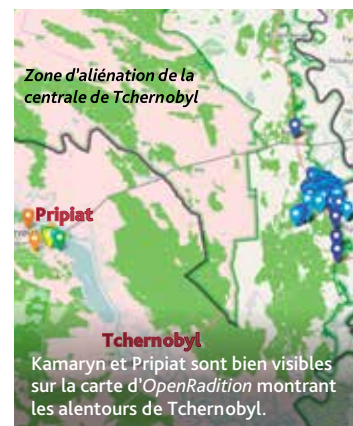 Zone d'aliénation de la
centrale de Tchernobyl
Pripiat
Tchernobyl
Kamaryn et Pripiat sont bien visibles
sur la carte d'OpenRadition montrant
les alentours de Tchernobyl.